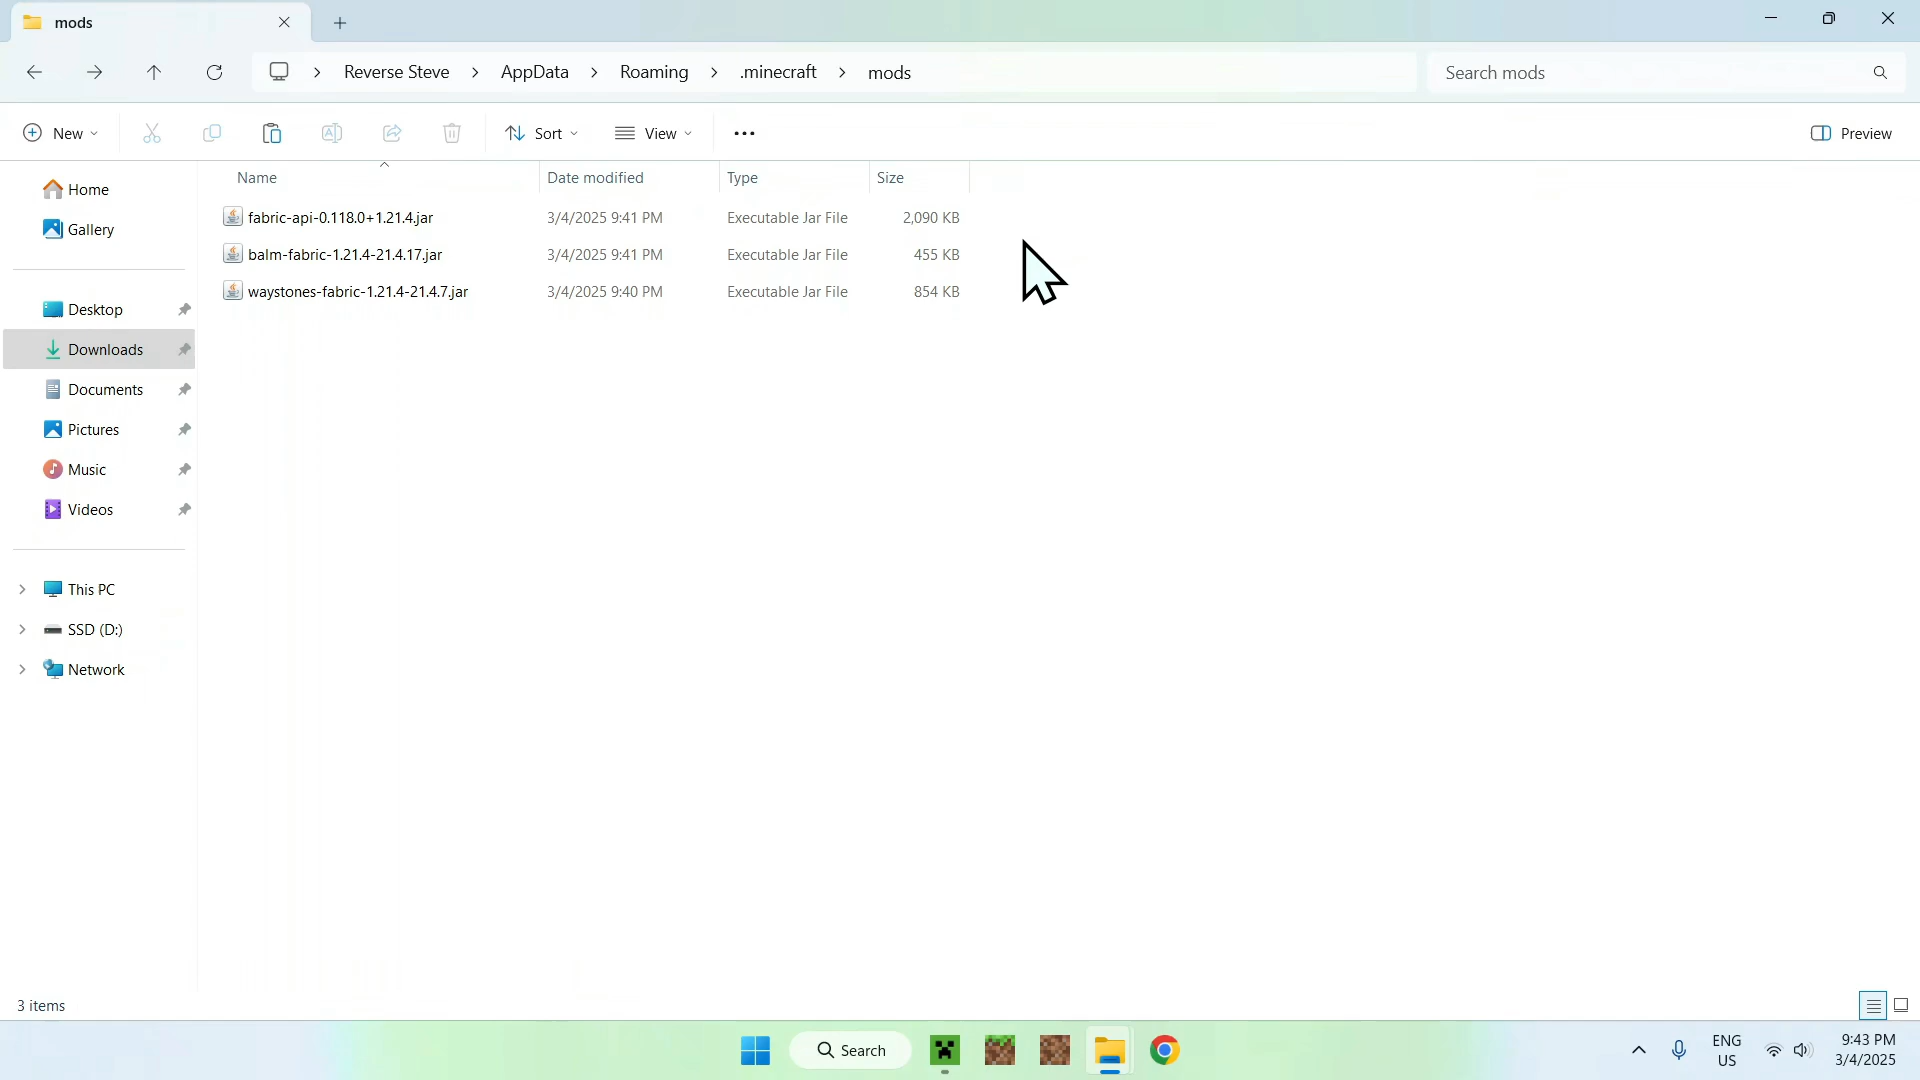 mods
Reverse Steve > AppData > Roaming > .minecraft > mods
Search mods
New
Sort
View
Preview
Name Date modified Type Size
fabric-api-0.118.0+1.21.4.jar 3/4/2025 9:41 PM Executable Jar File 2,090 KB
balm-fabric-1.21.4-21.4.17.jar 3/4/2025 9:41 PM Executable Jar File 455 KB
waystones-fabric-1.21.4-21.4.7.jar 3/4/2025 9:40 PM Executable Jar File 854 KB
Home
Gallery
Desktop
Downloads
Documents
Pictures
Music
Videos
This PC
SSD (D:)
Network
3 items
Search
ENG
US
9:43 PM
3/4/2025